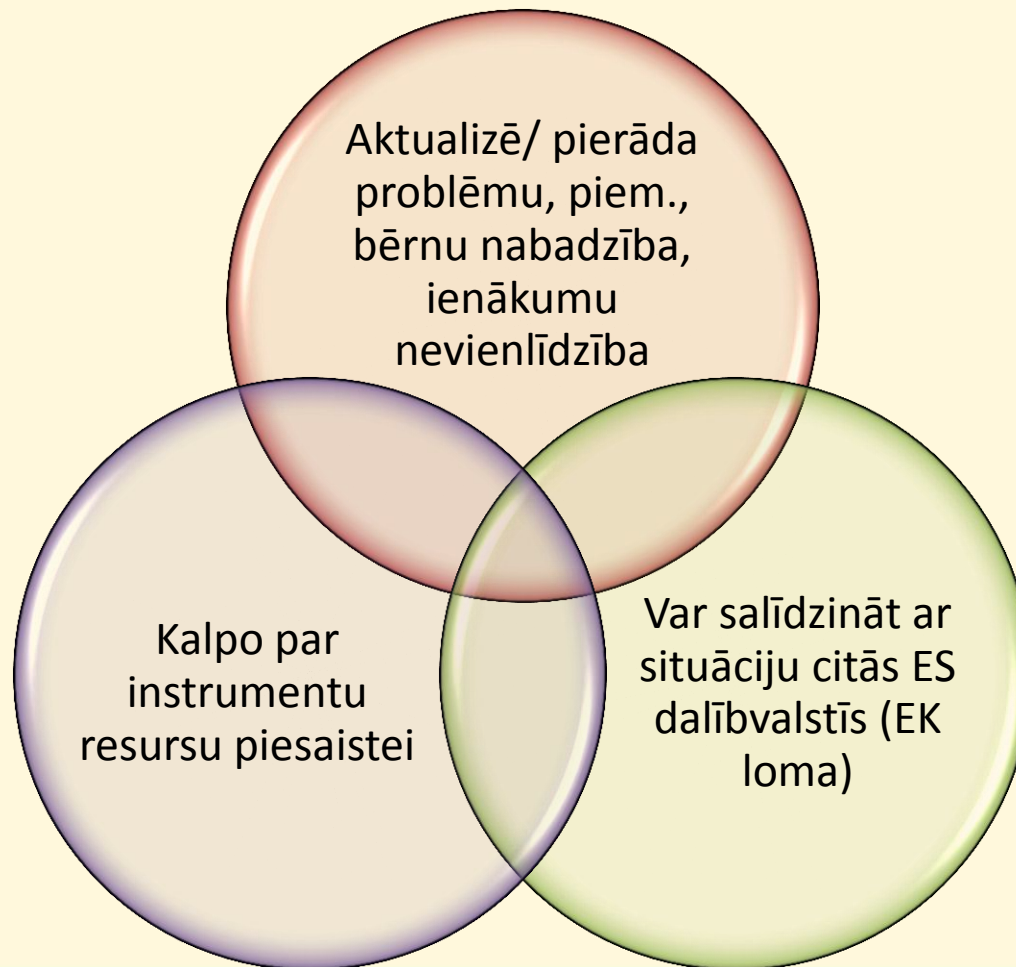 Aktualizē/ pierāda
problēmu, piem.,
bērnu nabadzība,
ienākumu
nevienlīdzība
Kalpo par
instrumentu
resursu piesaistei
Var salīdzināt ar
situāciju citās ES
dalībvalstīs (EK
loma)